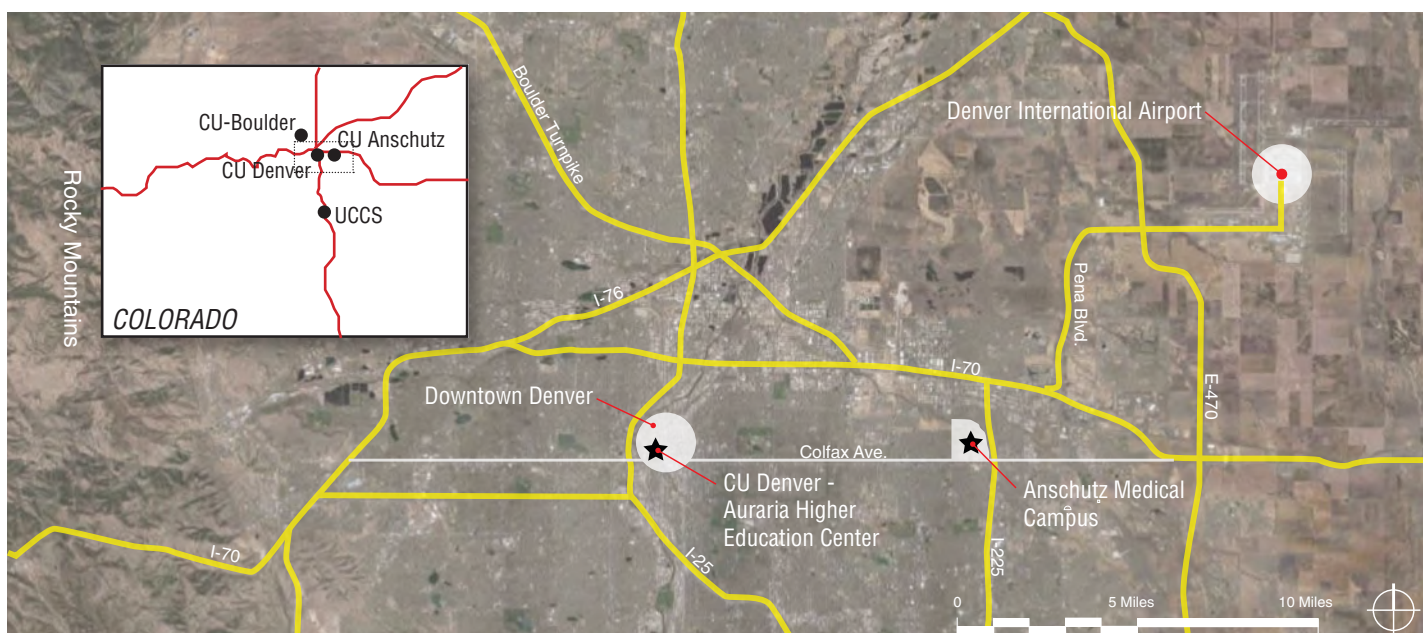 CU-Boulder
CU Anschutz
CU Denver
UCCS
COLORADO
Rocky Mountains
Boulder Turnpike
Denver International Airport
Pena Blvd.
I-76
I-70
E-470
Downtown Denver
Colfax Ave.
CU Denver -
Auraria Higher
Education Center
Anschutz Medical
Campus
I-70
I-25
I-225
0
5 Miles
10 Miles